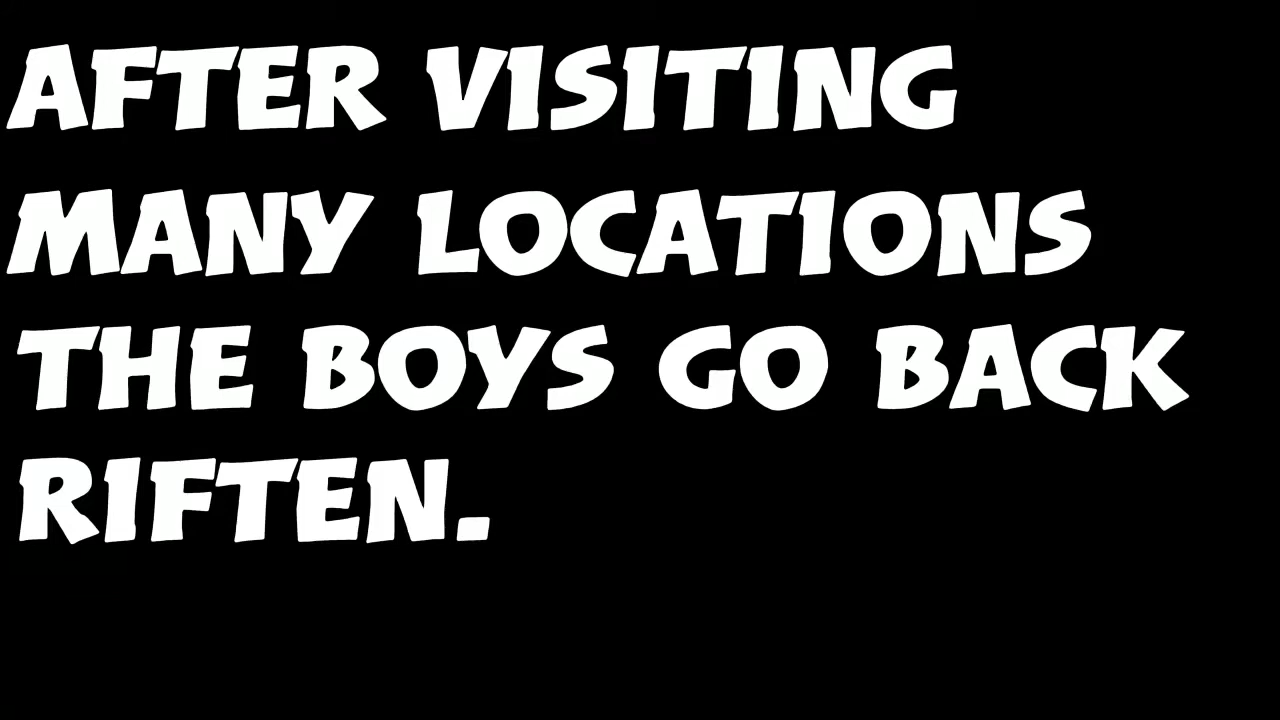 AFTER VISITING
MANY LOCATIONS
THE BOYS GO BACK
RIFTEN.